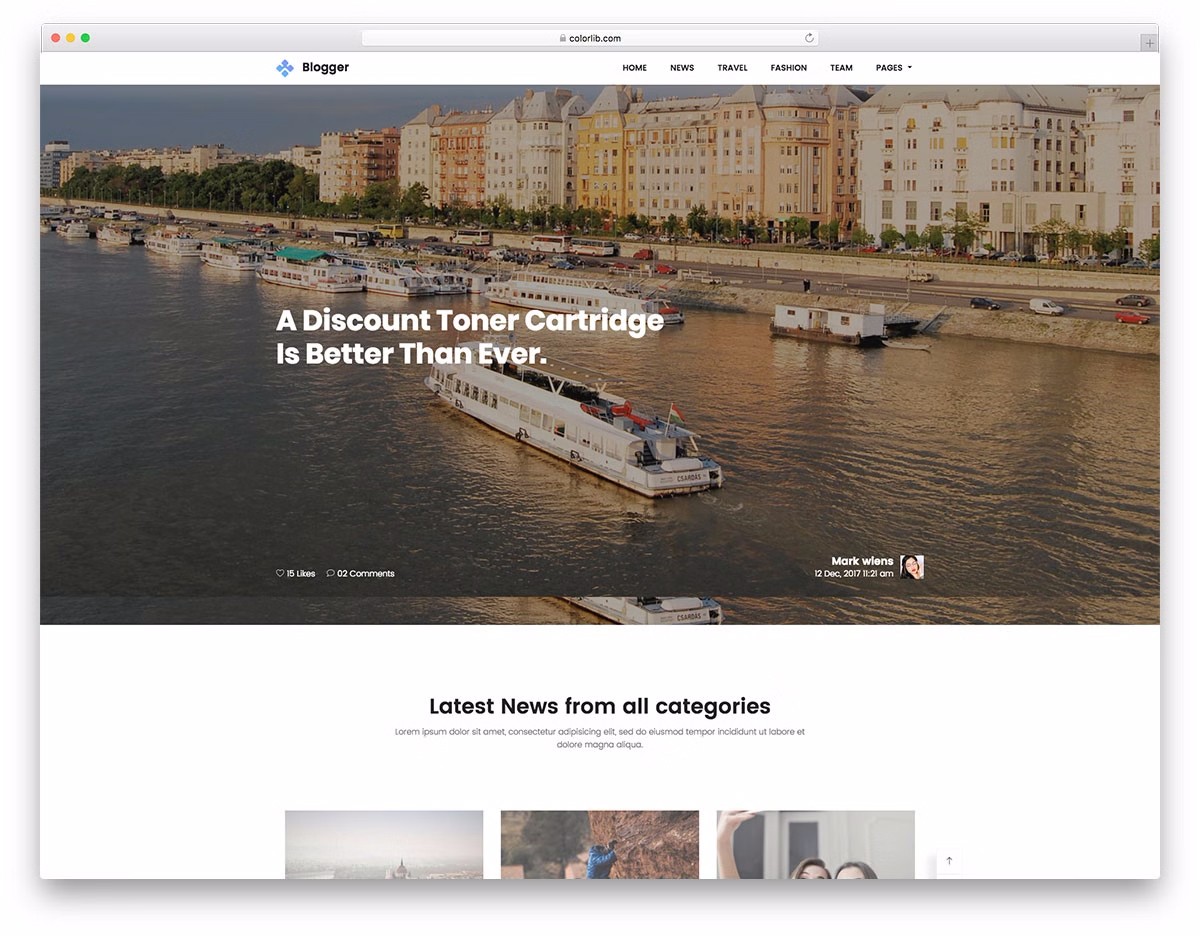 colorlib.com
Blogger
HOME NEWS TRAVEL FASHION TEAM PAGES
A Discount Toner Cartridge
Is Better Than Ever.
CSARDAS
Mark wiens
15 Likes 02 Comments 12 Dec, 2017 11:21 am
CSARDAS
Latest News from all categories
Lorem ipsum dolor sit amet, consectetur adipisicing elit, sed do eiusmod tempor incididunt ut labore et
dolore magna aliqua.